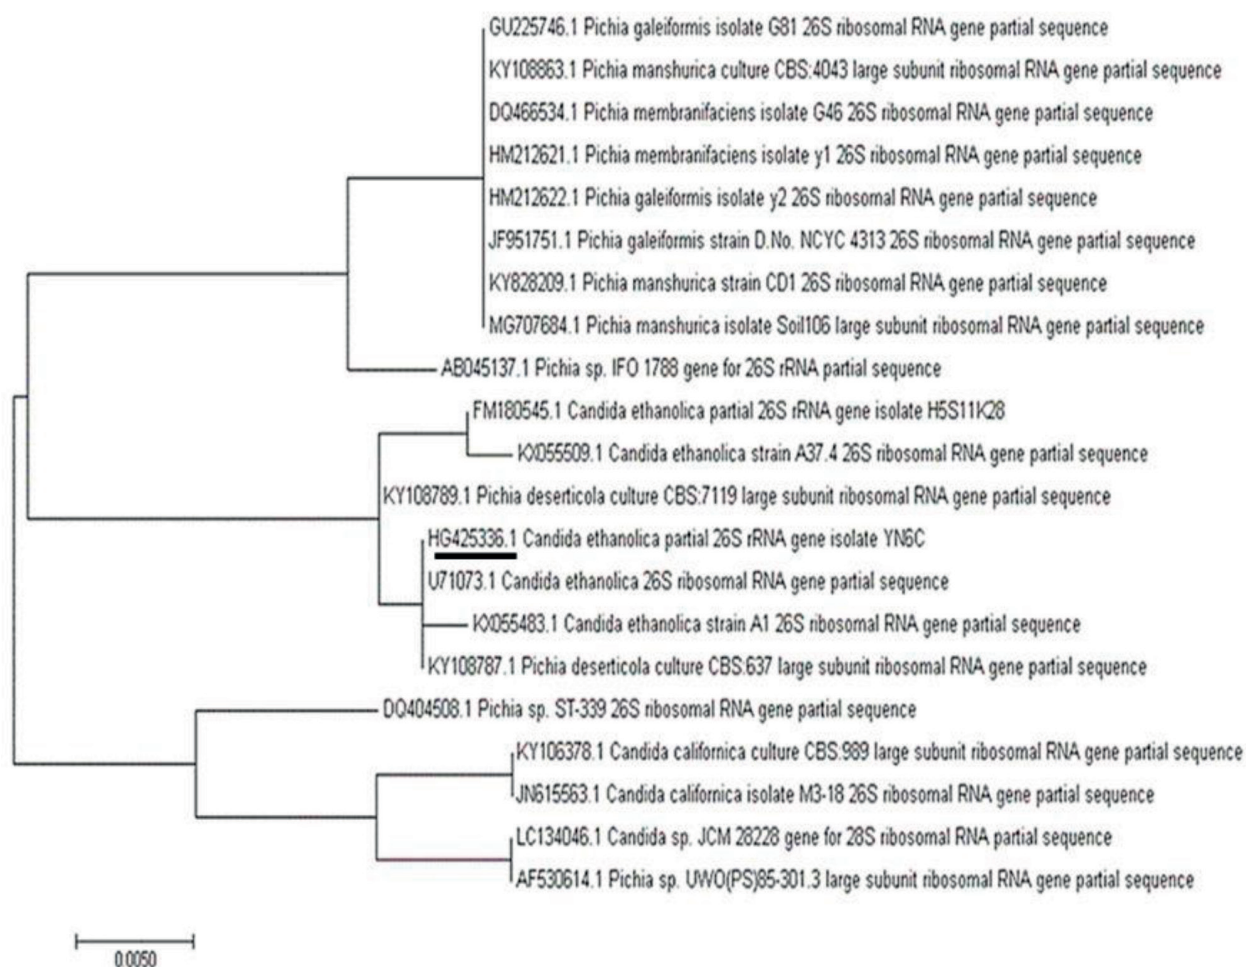 GU225746.1 Pichia galeiformis isolate G81 26S ribosomal RNA gene partial sequence
KY108863.1 Pichia manshurica culture CBS:4043 large subunit ribosomal RNA gene partial sequence
DQ466534.1 Pichia membranifaciens isolate G46 26S ribosomal RNA gene partial sequence
HM212621.1 Pichia membranifaciens isolate y1 26S ribosomal RNA gene partial sequence
HM212622.1 Pichia galeiformis isolate y2 26S ribosomal RNA gene partial sequence
JF951751.1 Pichia galeiformis strain D.No. NCYC 4313 26S ribosomal RNA gene partial sequence
KY828209.1 Pichia manshurica strain CD1 26S ribosomal RNA gene partial sequence
MG707684.1 Pichia manshurica isolate Soil106 large subunit ribosomal RNA gene partial sequence
AB045137.1 Pichia sp. IFO 1788 gene for 26S rRNA partial sequence
FM180545.1 Candida ethanolica partial 26S rRNA gene isolate H5S11K28
KX055509.1 Candida ethanolica strain A37.4 26S ribosomal RNA gene partial sequence
KY108789.1 Pichia deserticola culture CBS:7119 large subunit ribosomal RNA gene partial sequence
HG425336.1 Candida ethanolica partial 26S rRNA gene isolate YN6C
U71073.1 Candida ethanolica 26S ribosomal RNA gene partial sequence
KX055483.1 Candida ethanolica strain A1 26S ribosomal RNA gene partial sequence
KY108787.1 Pichia deserticola culture CBS:637 large subunit ribosomal RNA gene partial sequence
DQ404508.1 Pichia sp. ST-339 26S ribosomal RNA gene partial sequence
KY106378.1 Candida californica culture CBS:989 large subunit ribosomal RNA gene partial sequence
JN615563.1 Candida californica isolate M3-18 26S ribosomal RNA gene partial sequence
LC134046.1 Candida sp. JCM 28228 gene for 28S ribosomal RNA partial sequence
AF530614.1 Pichia sp. UWO(PS)85-301.3 large subunit ribosomal RNA gene partial sequence
0.0050